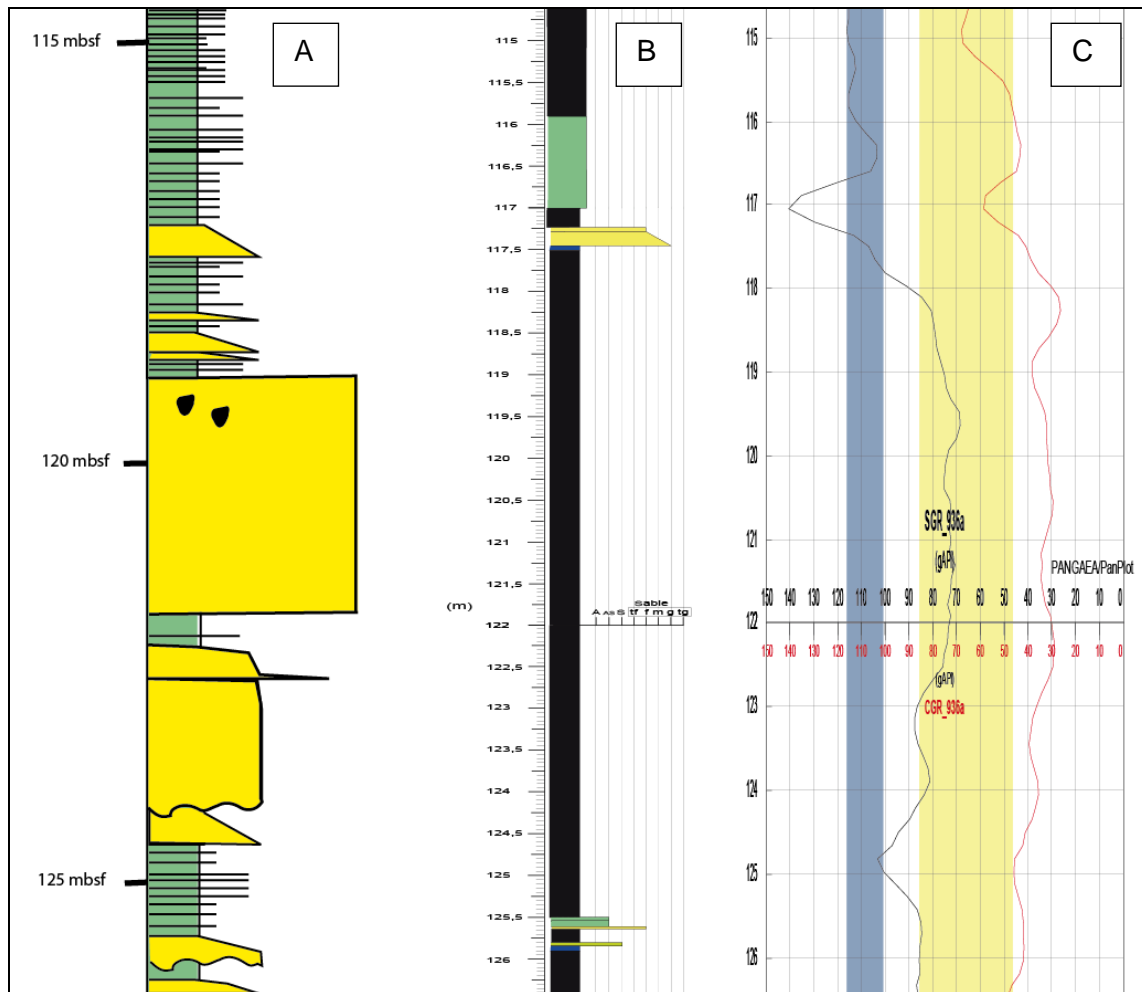 A
115 mbsf
120 mbsf
125 mbsf
B
115
115,5
116
116,5
117
117,5
118
118,5
119
119,5
120
120,5
121
121,5
(m)
122
122,5
123
123,5
124
124,5
125
125,5
126
Sable
A AS S tf f m g tg
C
115
116
117
118
119
120
121
122
123
124
125
126
SGR_936a
(gAPI)
PANGAEA/PanPlot
150 140 130 120 110 100 90 80 70 60 50 40 30 20 10 0
150 140 130 120 110 100 90 80 70 60 50 40 30 20 10 0
(gAPI)
CGR_936a